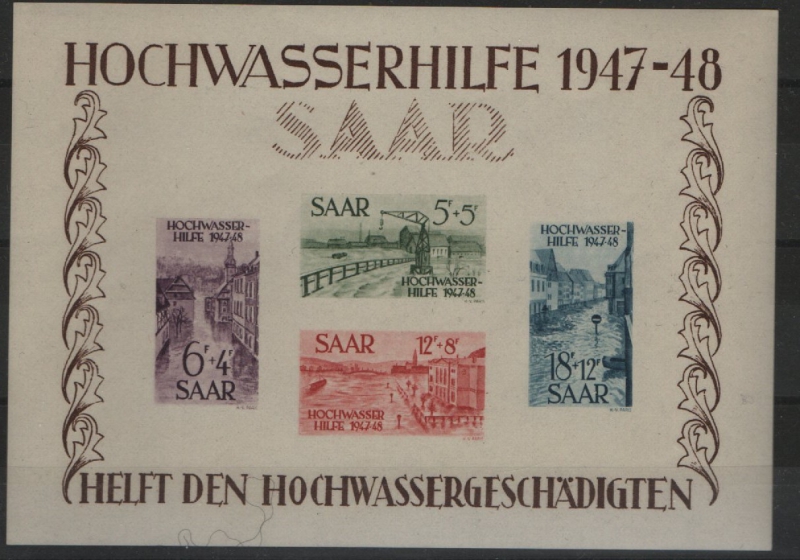 HOCHWASSERHILFE 1947-48
SAAR
HOCHWASSER-
HILFE 1947-48
6F+4F
SAAR
SAAR 5F+5F
HOCHWASSER-
HILFE 1947-48
SAAR 12F+8F
HOCHWASSER
HILFE 1947-48
HOCHWASSER-
HILFE 1947-48
18F+12F
SAAR
HELFT DEN HOCHWASSERGESCHÄDIGTEN